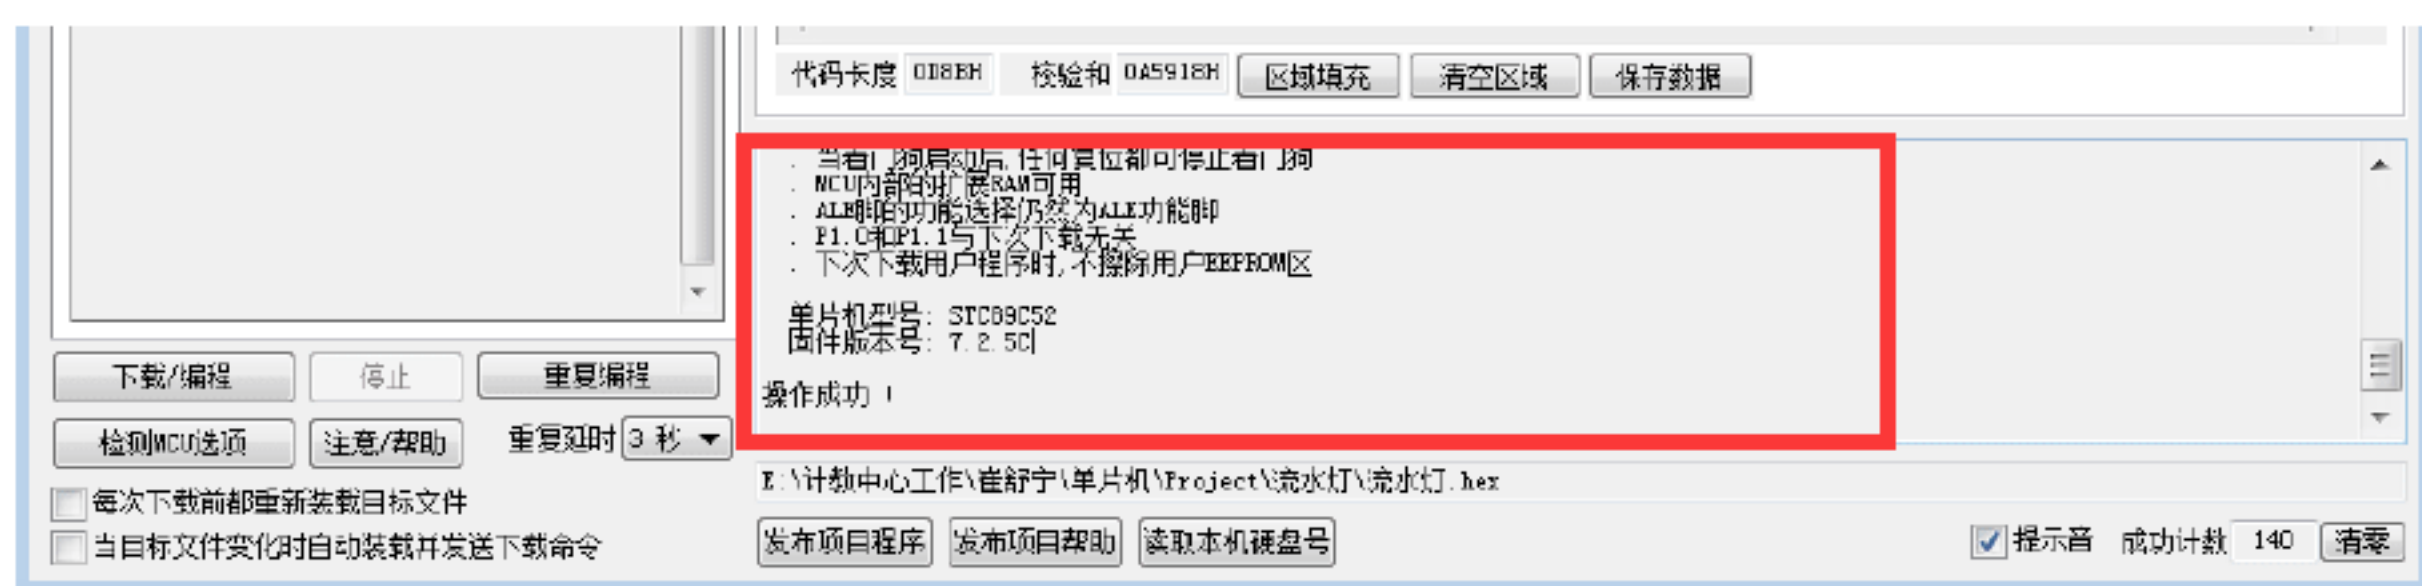 代码长度 0D8BH 校验和 0A5918H 区域填充 清空区域 保存数据
. 当看门狗启动后,任何复位都可停止看门狗
. MCU内部的扩展RAM可用
. ALE脚的功能选择仍然为ALE功能脚
. P1.0和P1.1与下次下载无关
. 下次下载用户程序时,不擦除用户EEPROM区
单片机型号: STC89C52
固件版本号: 7.2.5C
操作成功 !
下载/编程 停止 重复编程
检测MCU选项 注意/帮助 重复延时 3 秒
每次下载前都重新装载目标文件
当目标文件变化时自动装载并发送下载命令
E:\计数中心工作\崔舒宁\单片机\Project\流水灯\流水灯.hex
发布项目程序 发布项目帮助 读取本机硬盘号 提示音 成功计数 140 清零